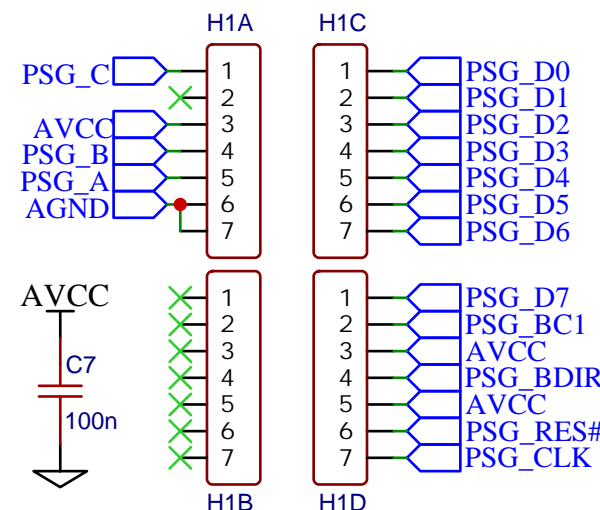 H1A H1C
PSG_C 1 1 PSG_D0
2 2 PSG_D1
AVCC 3 3 PSG_D2
PSG_B 4 4 PSG_D3
PSG_A 5 5 PSG_D4
AGND 6 6 PSG_D5
7 7 PSG_D6
AVCC 1 1 PSG_D7
2 2 PSG_BC1
C7 3 3 AVCC
4 4 PSG_BDIR
100n 5 5 AVCC
6 6 PSG_RES#
7 7 PSG_CLK
H1B H1D